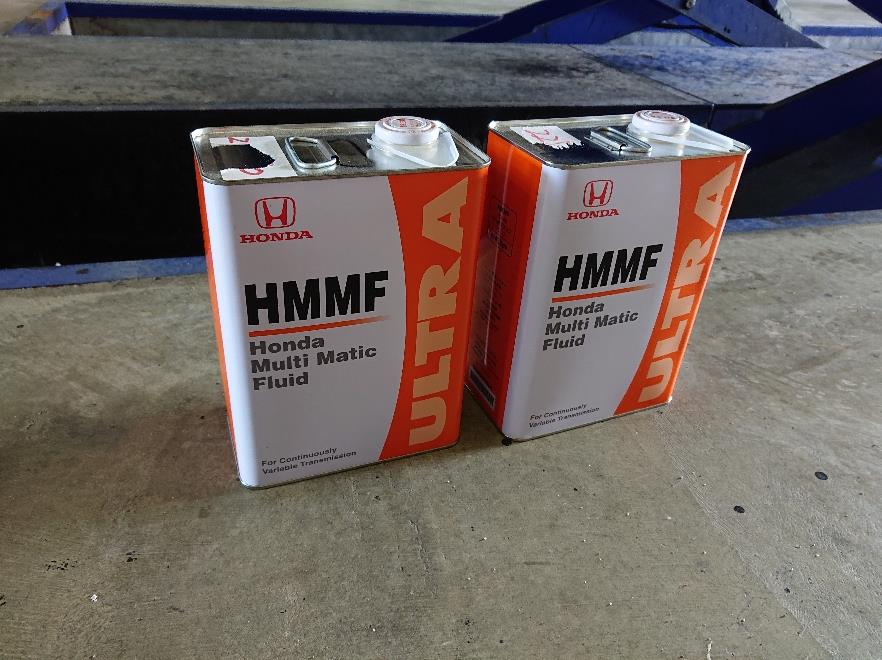 HONDA
HMMF
Honda
Multi Matic
Fluid
For Continuously
Variable Transmission
ULTRA
HONDA
HMMF
Honda
Multi Matic
Fluid
For Continuously
Variable Transmission
ULTRA